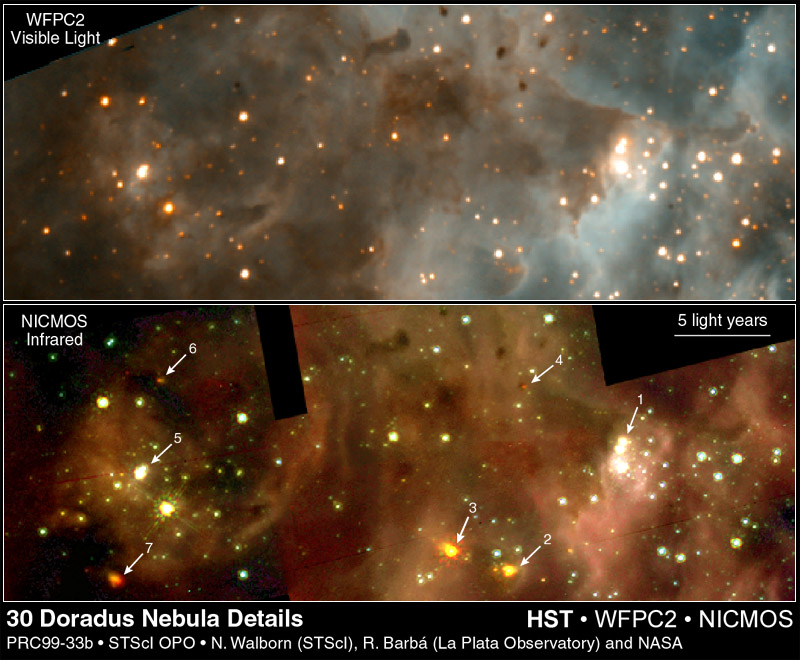 WFPC2
Visible Light
NICMOS
Infrared
5 light years
6
4
1
5
3
2
7
30 Doradus Nebula Details
HST • WFPC2 • NICMOS
PRC99-33b • STScI OPO • N. Walborn (STScI), R. Barbá (La Plata Observatory) and NASA